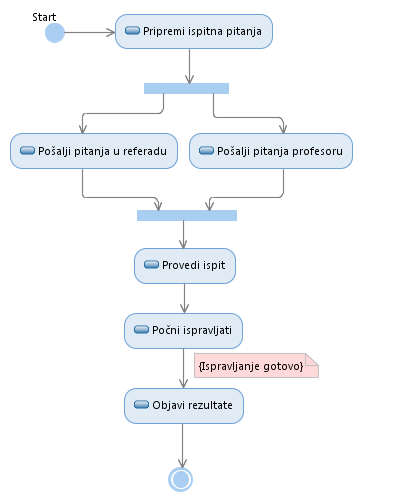 Start
Pripremi ispitna pitanja
Pošalji pitanja u referadu
Pošalji pitanja profesoru
Provedi ispit
Počni ispravljati
{Ispravljanje gotovo}
Objavi rezultate